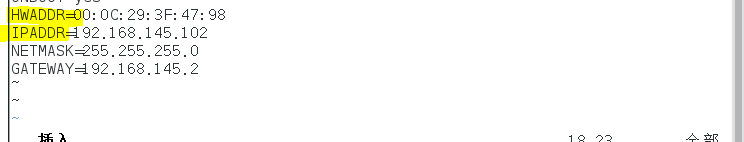 HWADDR=00:0C:29:3F:47:98
IPADDR=192.168.145.102
NETMASK=255.255.255.0
GATEWAY=192.168.145.2
~
~
~
插入 18,23 全部